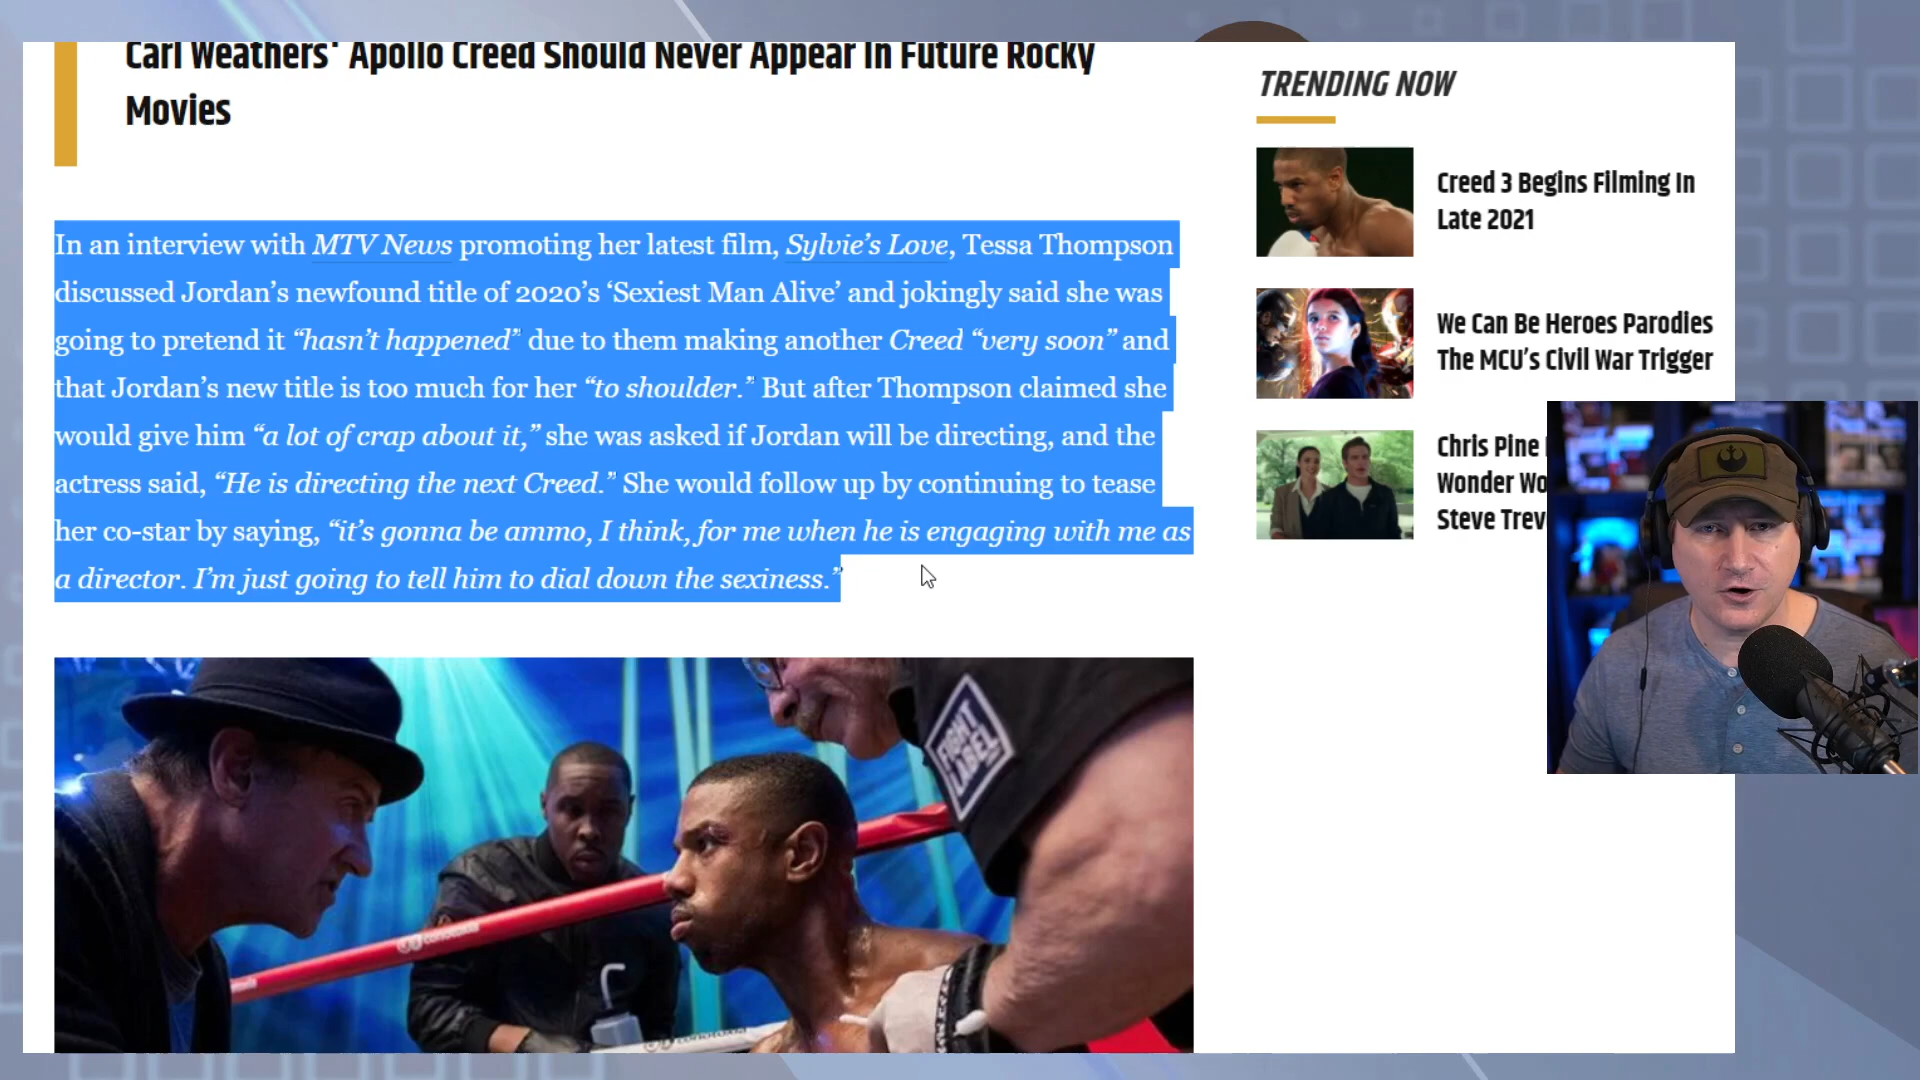 Carl Weathers' Apollo Creed Should Never Appear In Future Rocky
Movies
In an interview with MTV News promoting her latest film, Sylvie's Love, Tessa Thompson
discussed Jordan's newfound title of 2020's ‘Sexiest Man Alive’ and jokingly said she was
going to pretend it “hasn't happened” due to them making another Creed “very soon” and
that Jordan's new title is too much for her “to shoulder.” But after Thompson claimed she
would give him “a lot of crap about it,” she was asked if Jordan will be directing, and the
actress said, “He is directing the next Creed.” She would follow up by continuing to tease
her co-star by saying, “it's gonna be ammo, I think, for me when he is engaging with me as
a director. I'm just going to tell him to dial down the sexiness.”
FIGHT
LABEL
TRENDING NOW
Creed 3 Begins Filming In
Late 2021
We Can Be Heroes Parodies
The MCU's Civil War Trigger
Chris Pine
Wonder Wo
Steve Trev